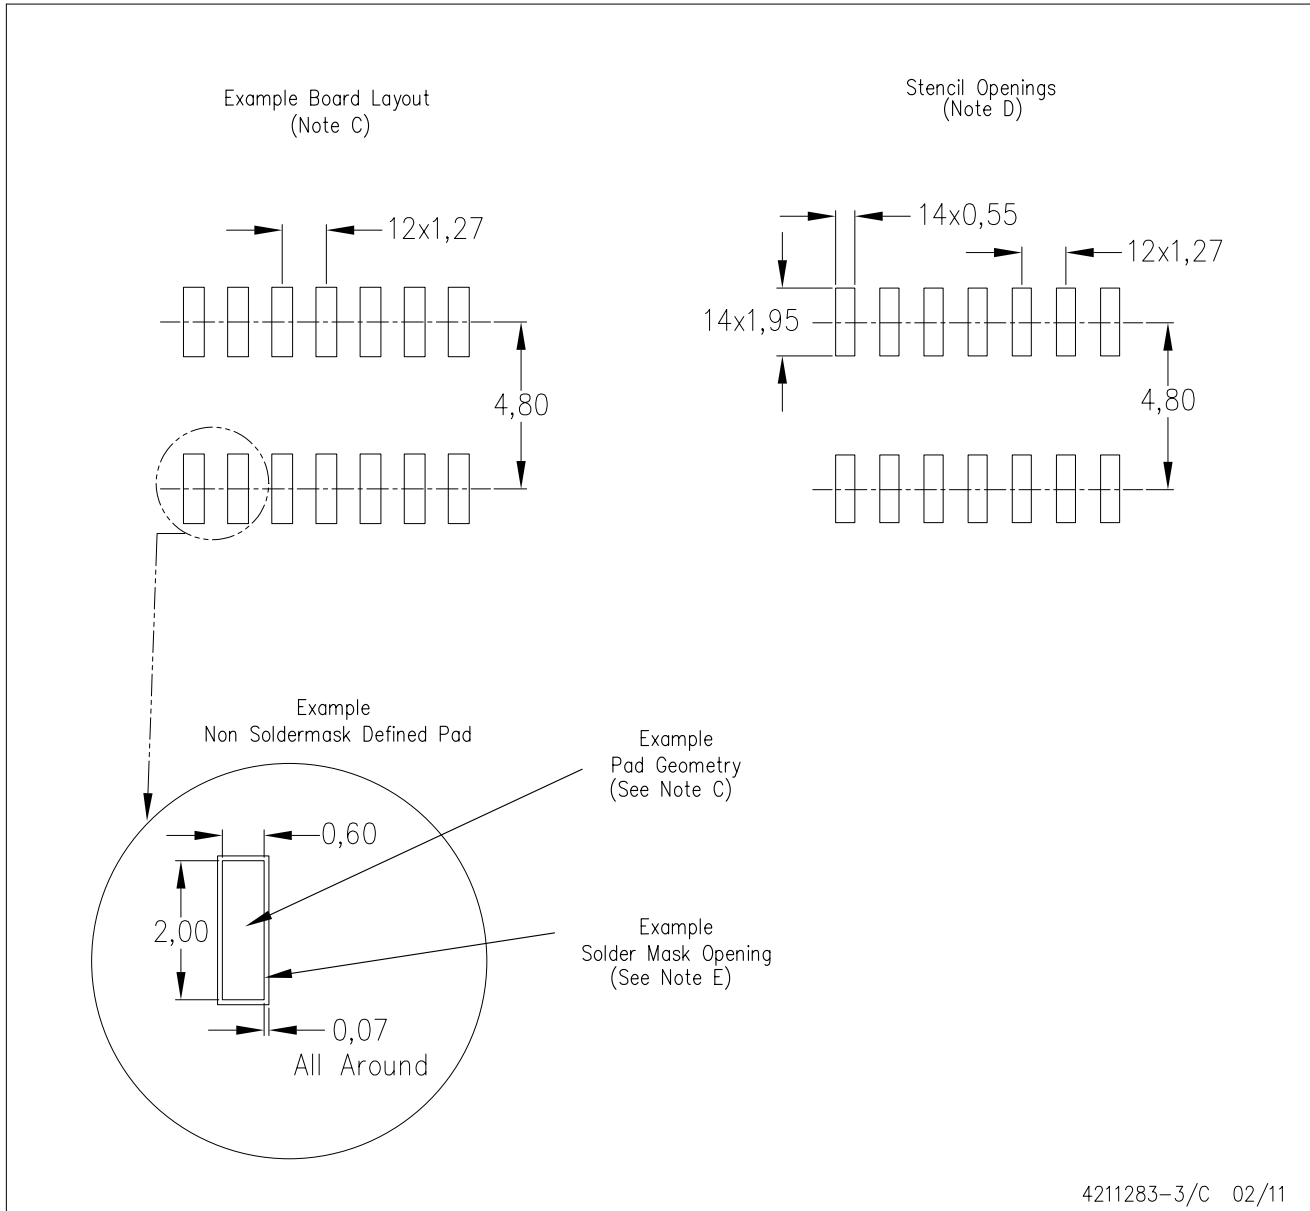 Example Board Layout
(Note C)
12x1,27
4,80
Stencil Openings
(Note D)
14x0,55
12x1,27
14x1,95
4,80
Example
Non Soldermask Defined Pad
0,60
2,00
0,07
All Around
Example
Pad Geometry
(See Note C)
Example
Solder Mask Opening
(See Note E)
4211283-3/C 02/11